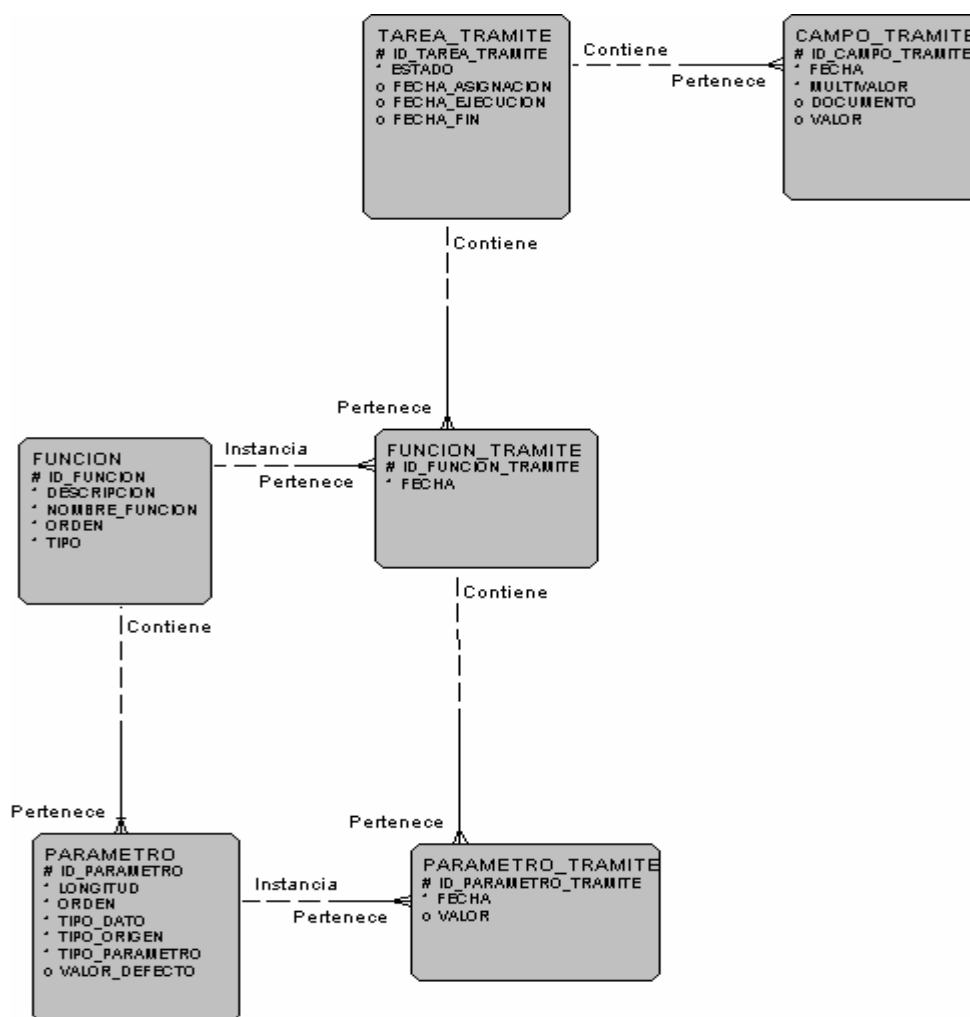 TAREA_TRAMITE
# ID_TAREA_TRAMITE
* ESTADO
o FECHA_ASIGNACION
o FECHA_EJECUCION
o FECHA_FIN
Contiene
Pertenece
CAMPO_TRAMITE
# ID_CAMPO_TRAMITE
* FECHA
* MULTIVALOR
o DOCUMENTO
o VALOR
Contiene
Pertenece
FUNCION
# ID_FUNCION
* DESCRIPCION
* NOMBRE_FUNCION
* ORDEN
* TIPO
Instancia
Pertenece
FUNCION_TRAMITE
# ID_FUNCION_TRAMITE
* FECHA
Contiene
Contiene
Pertenece
Pertenece
PARAMETRO
# ID_PARAMETRO
* LONGITUD
* ORDEN
* TIPO_DATO
* TIPO_ORIGEN
* TIPO_PARAMETRO
o VALOR_DEFECTO
Instancia
Pertenece
PARAMETRO_TRAMITE
# ID_PARAMETRO_TRAMITE
* FECHA
o VALOR